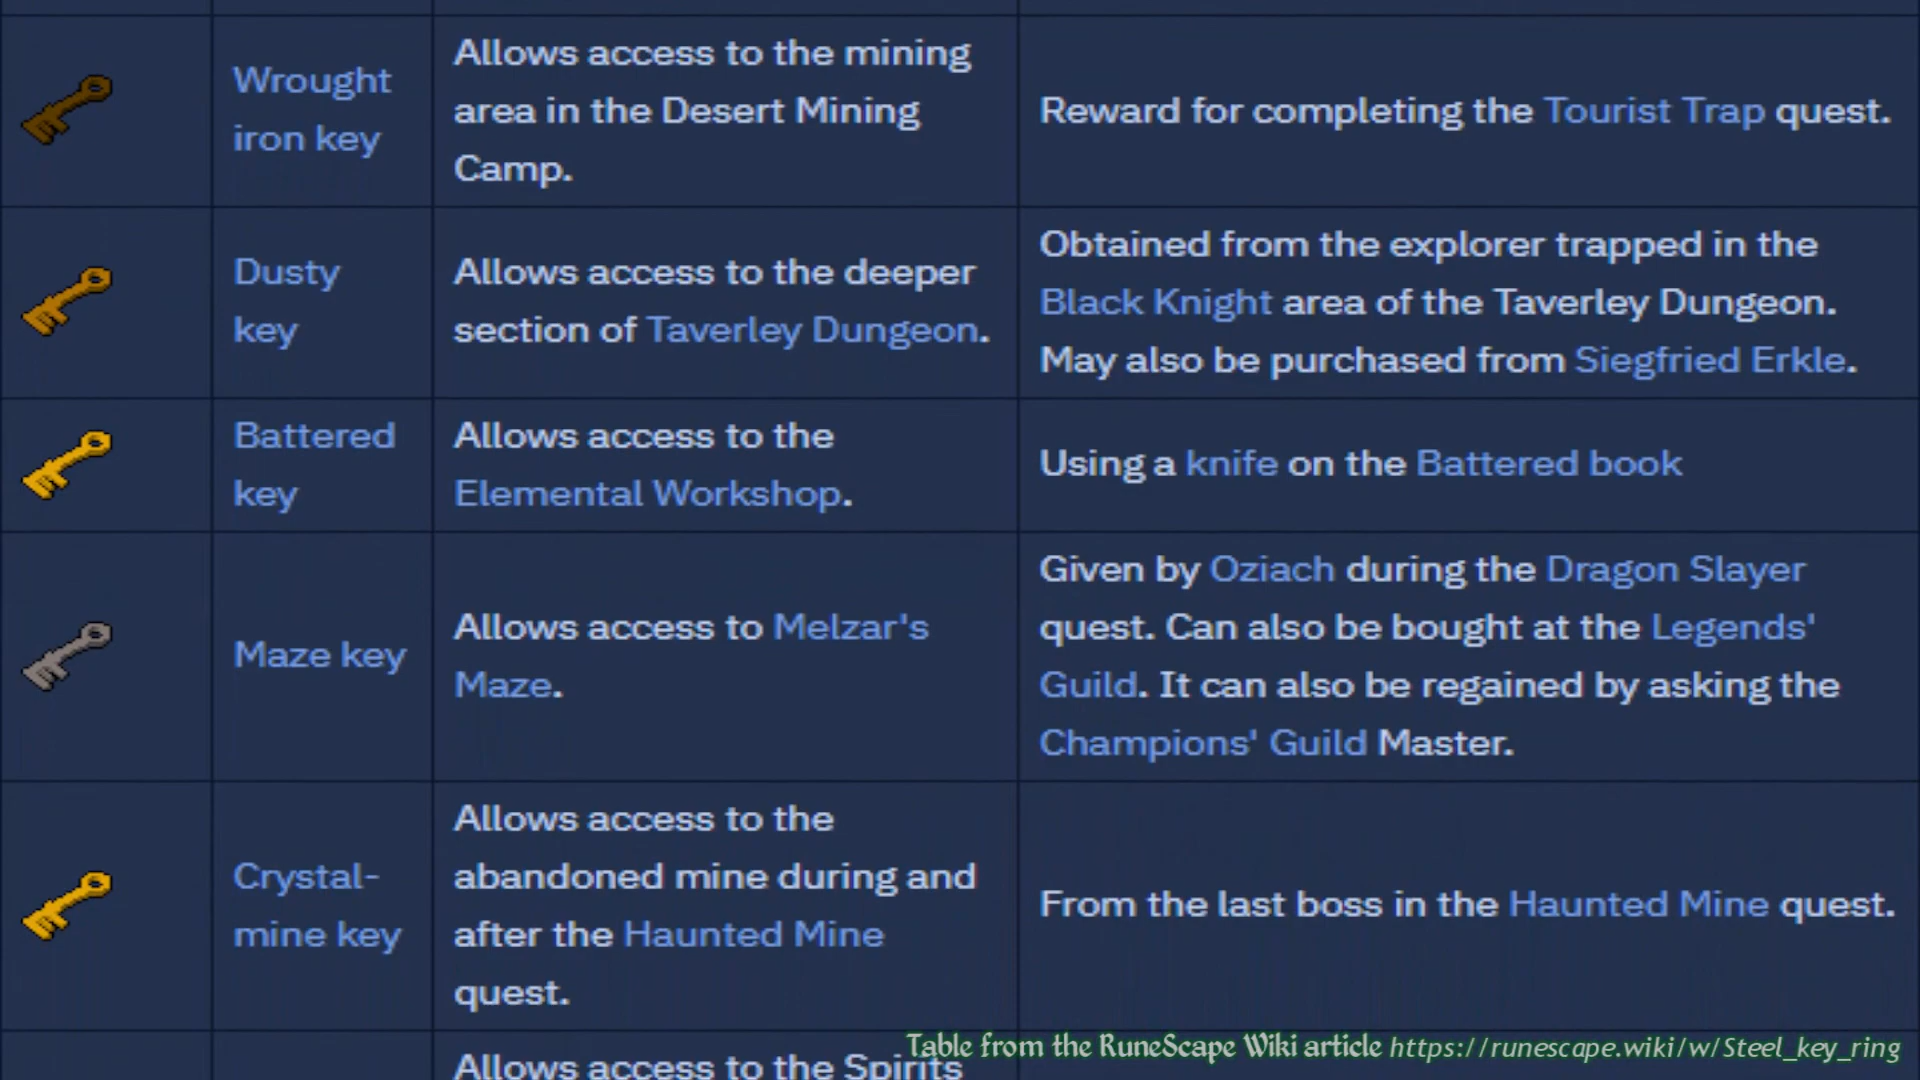 Wrought
iron key
Allows access to the mining
area in the Desert Mining
Camp.
Reward for completing the Tourist Trap quest.
Dusty
key
Allows access to the deeper
section of Taverley Dungeon.
Obtained from the explorer trapped in the
Black Knight area of the Taverley Dungeon.
May also be purchased from Siegfried Erkle.
Battered
key
Allows access to the
Elemental Workshop.
Using a knife on the Battered book
Maze key
Allows access to Melzar's
Maze.
Given by Oziach during the Dragon Slayer
quest. Can also be bought at the Legends'
Guild. It can also be regained by asking the
Champions' Guild Master.
Crystal-
mine key
Allows access to the
abandoned mine during and
after the Haunted Mine
quest.
From the last boss in the Haunted Mine quest.
Allows access to the Spirits
Table from the RuneScape Wiki article https://runescape.wiki/w/Steel_key_ring